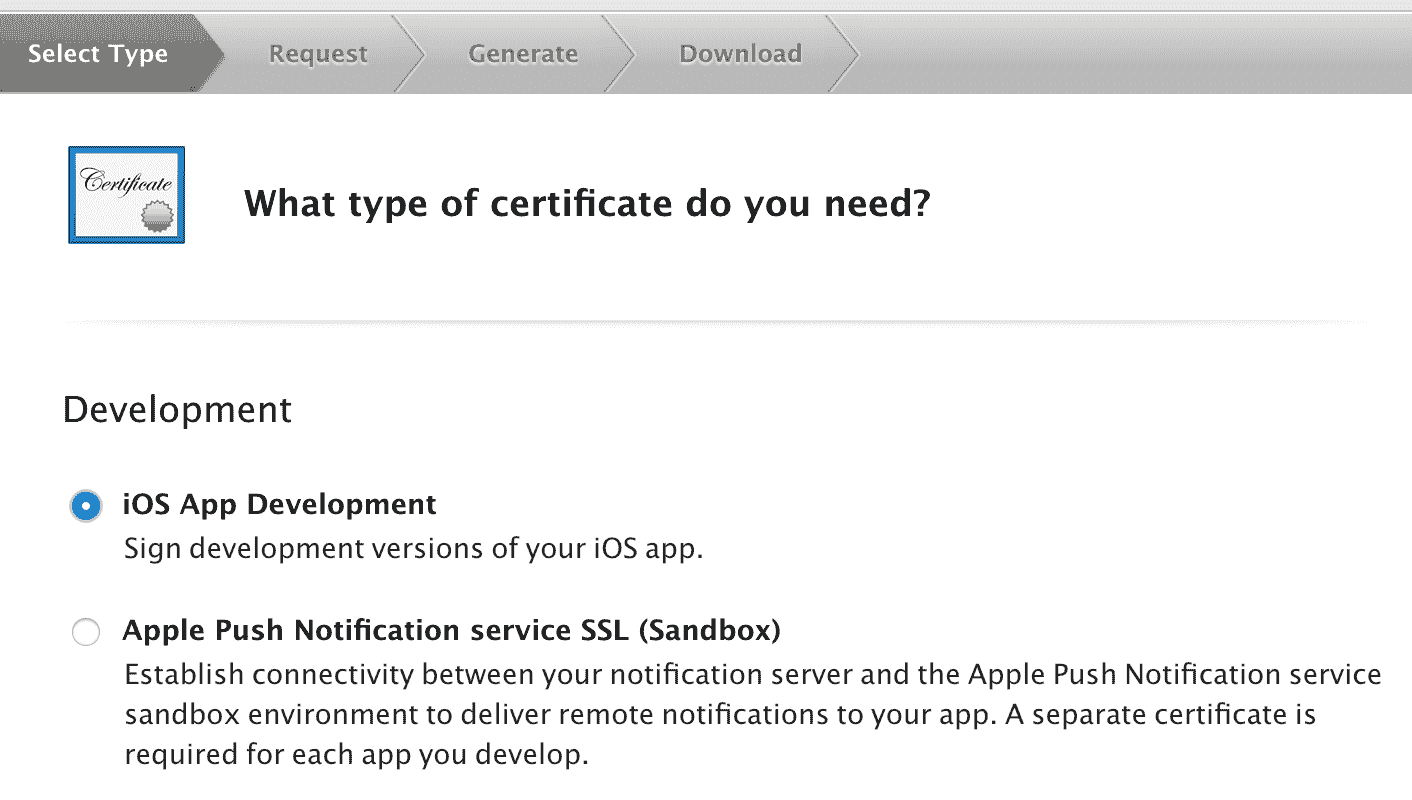 Select Type Request Generate Download
Certificate
What type of certificate do you need?
Development
iOS App Development
Sign development versions of your iOS app.
Apple Push Notification service SSL (Sandbox)
Establish connectivity between your notification server and the Apple Push Notification service
sandbox environment to deliver remote notifications to your app. A separate certificate is
required for each app you develop.